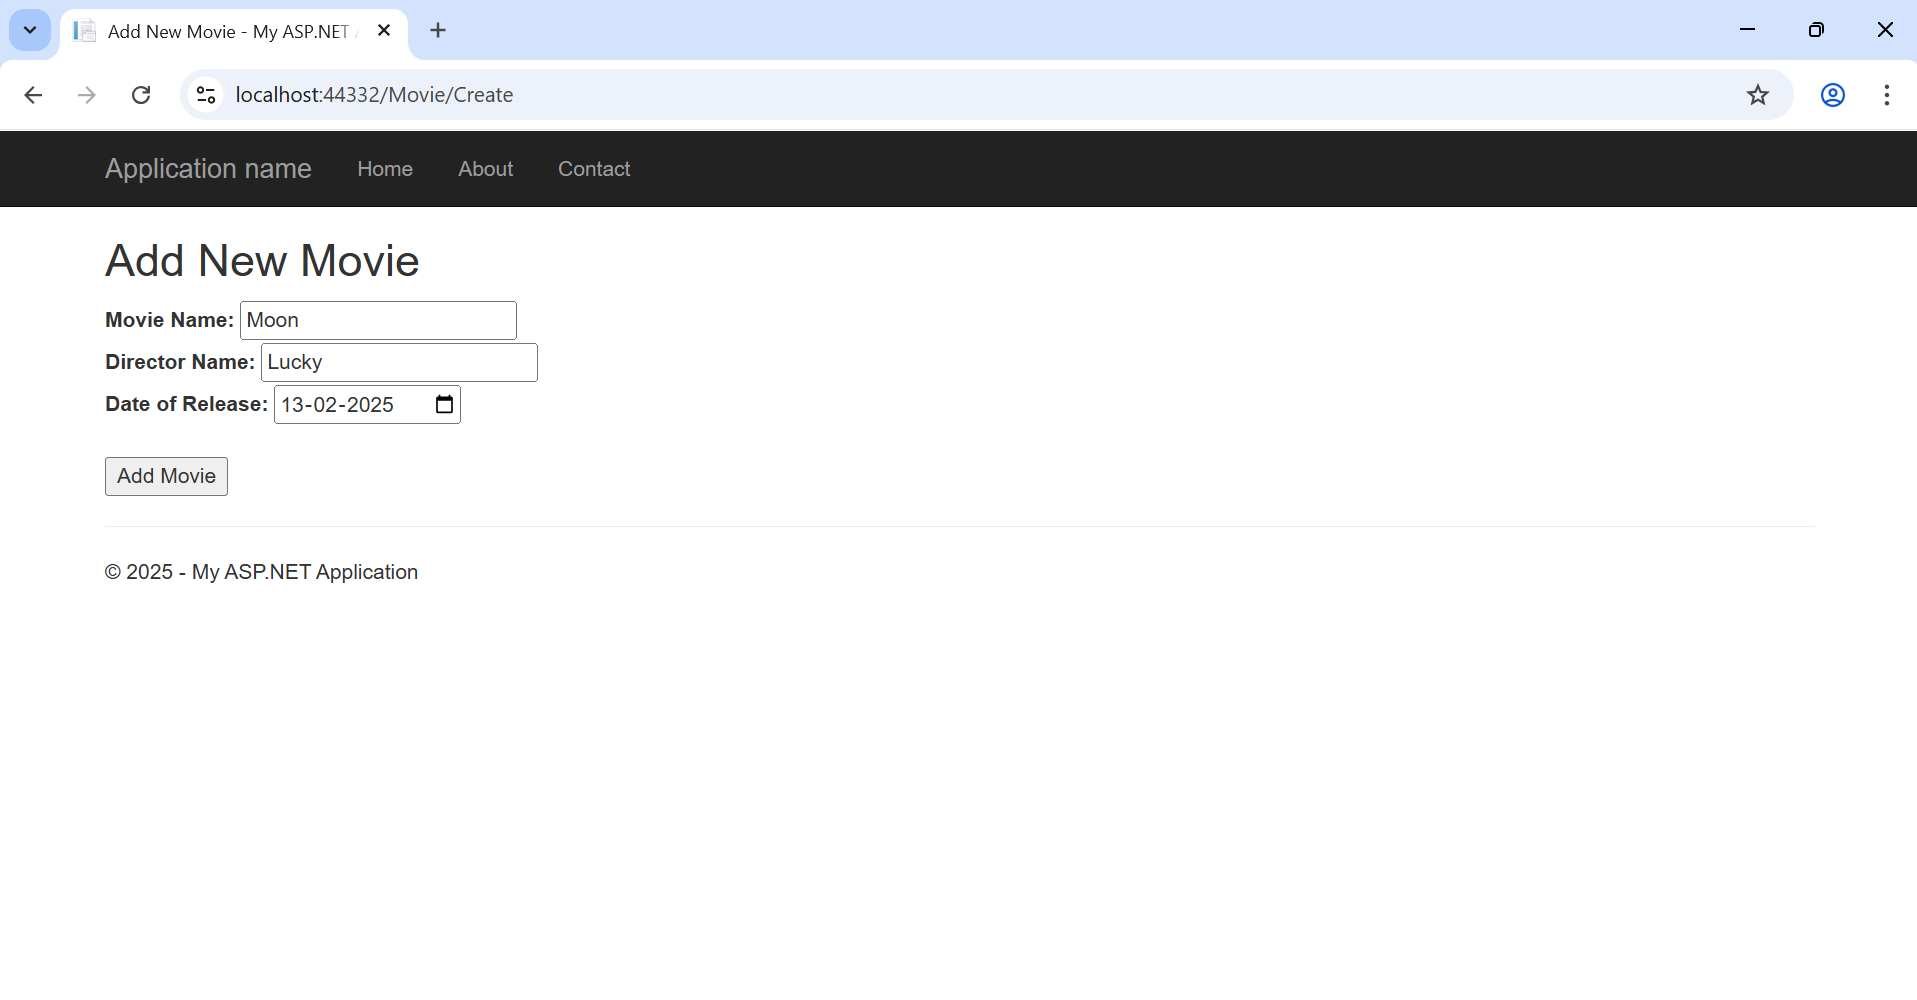 Add New Movie - My ASP.NET
localhost:44332/Movie/Create
Application name Home About Contact
Add New Movie
Movie Name: Moon
Director Name: Lucky
Date of Release: 13-02-2025
Add Movie
© 2025 - My ASP.NET Application